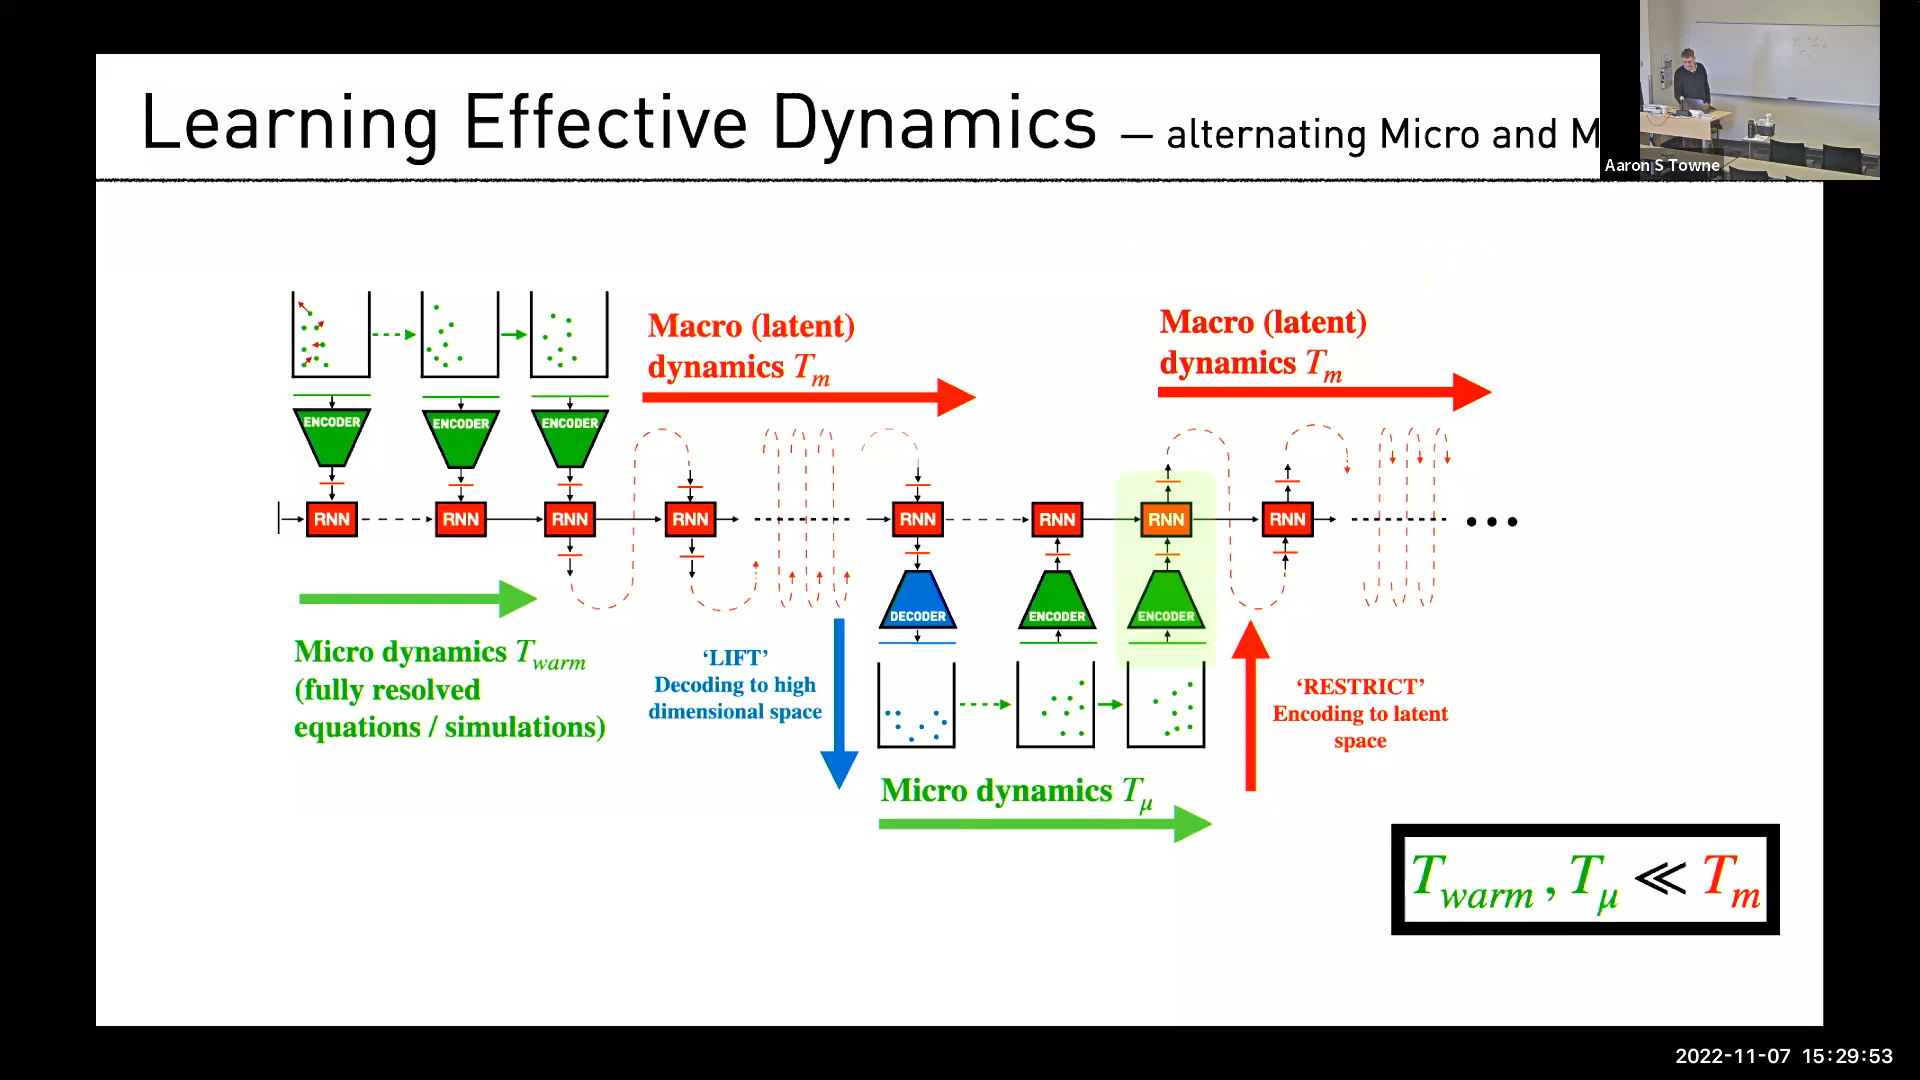 Learning Effective Dynamics — alternating Micro and M
Aaron S Towne
Macro (latent)
dynamics Tm
Macro (latent)
dynamics Tm
ENCODER
ENCODER
ENCODER
RNN
RNN
RNN
RNN
RNN
RNN
RNN
RNN
DECODER
ENCODER
ENCODER
Micro dynamics Twarm
(fully resolved
equations / simulations)
‘LIFT’
Decoding to high
dimensional space
‘RESTRICT’
Encoding to latent
space
Micro dynamics Tμ
Twarm , Tμ ≪ Tm
2022-11-07 15:29:53